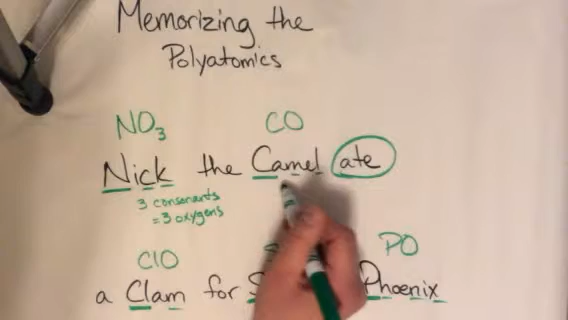 Memorizing the
Polyatomics
NO3 CO
Nick the Camel ate
3 consonants
= 3 oxygens
ClO PO
a Clam for Phoenix